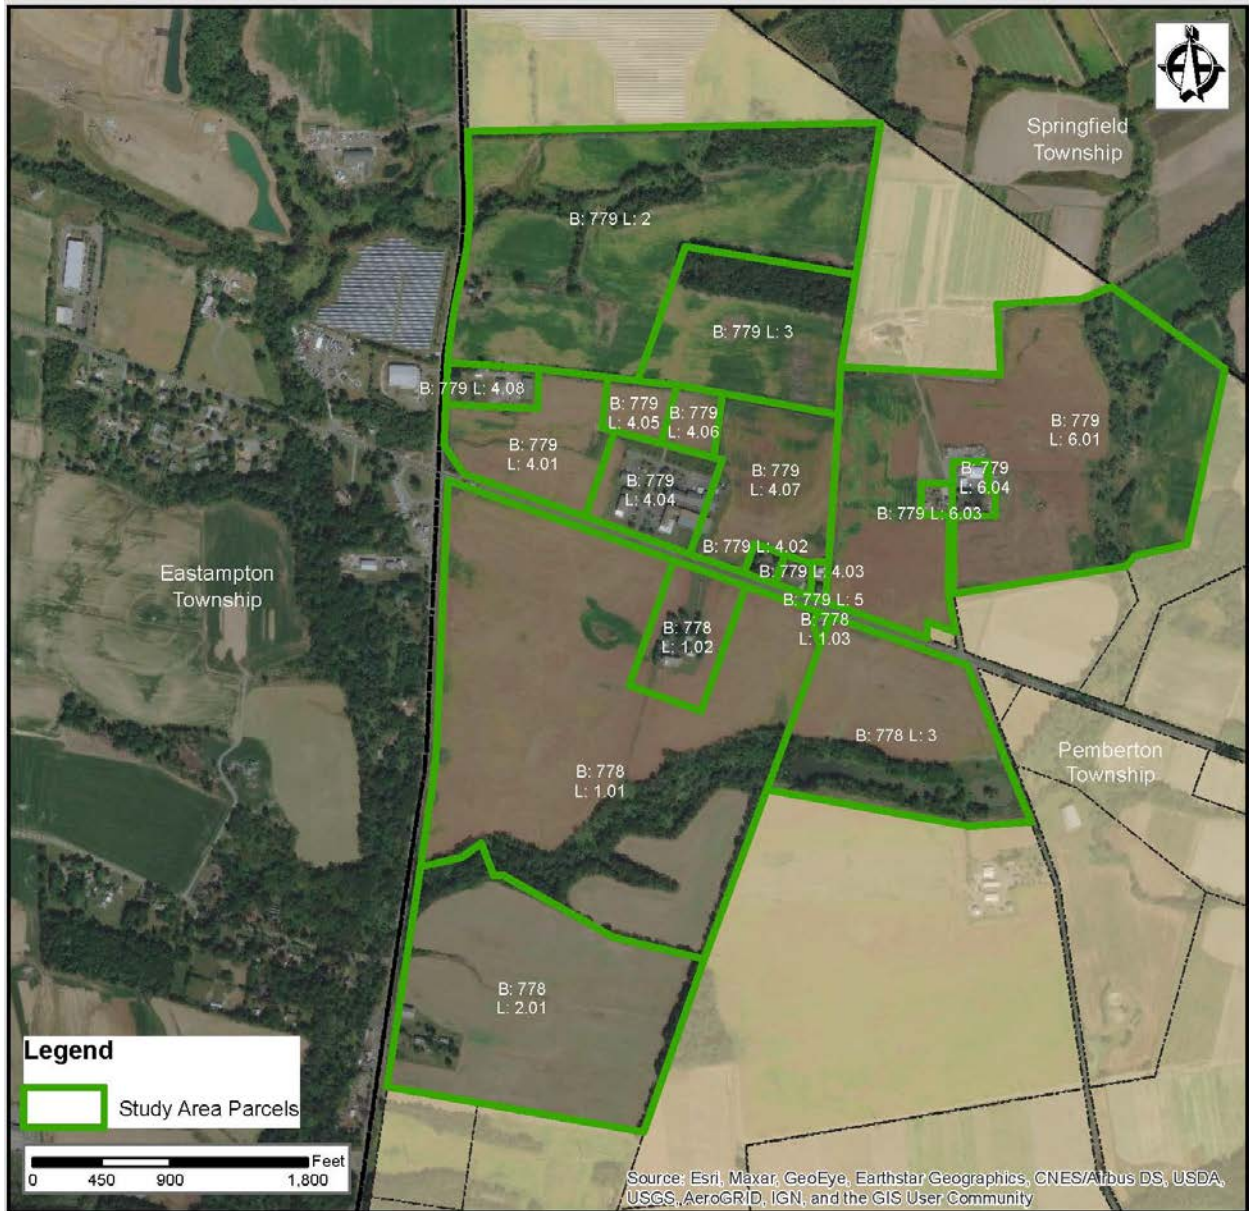 N
Springfield
Township
B: 779 L: 2
B: 779 L: 3
B: 779 L: 4.08
B: 779
L: 4.05
B: 779
L: 4.06
B: 779
L: 6.01
B: 779
L: 4.01
B: 779
L: 4.07
B: 779
L: 6.04
B: 779
L: 4.04
B: 779 L: 6.03
B: 779 L: 4.02
B: 779 L: 4.03
Eastampton
Township
B: 779 L: 5
B: 778
L: 1.03
B: 778
L: 1.02
B: 778 L: 3
Pemberton
Township
B: 778
L: 1.01
B: 778
L: 2.01
Legend
Study Area Parcels
Feet
0 450 900 1,800
Source: Esri, Maxar, GeoEye, Earthstar Geographics, CNES/Airbus DS, USDA,
USGS, AeroGRID, IGN, and the GIS User Community